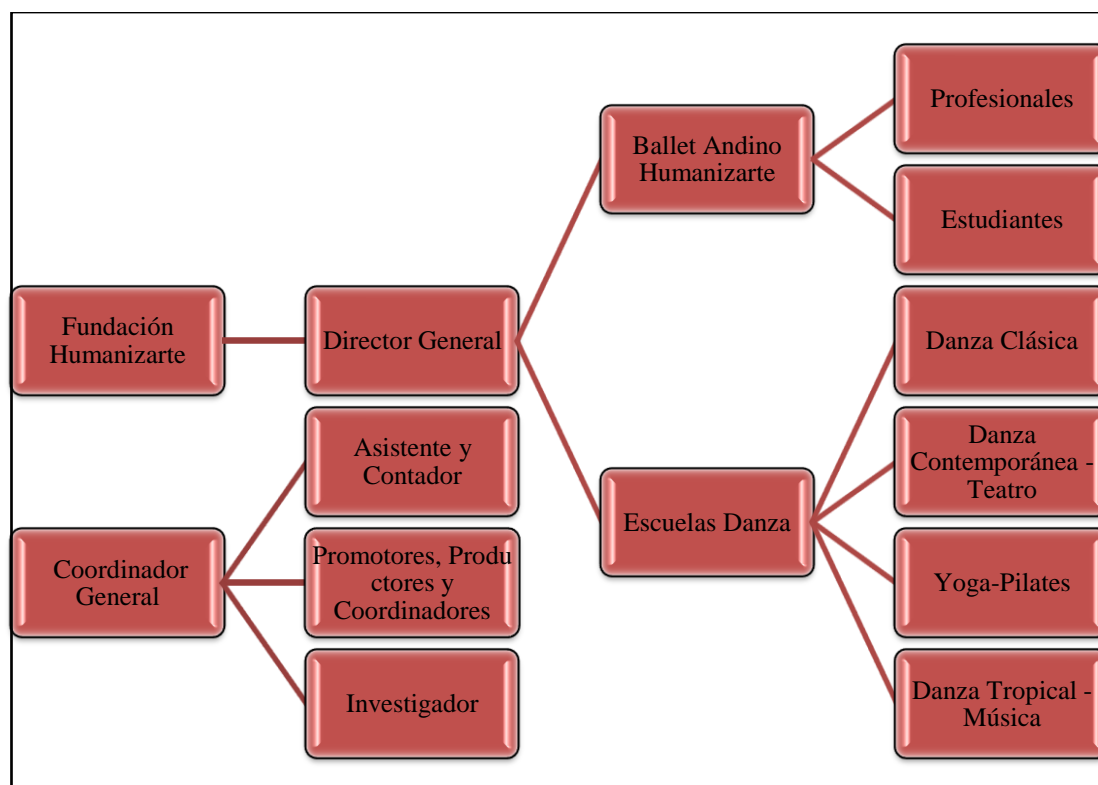 Fundación
Humanizarte
Director General
Ballet Andino
Humanizarte
Profesionales
Estudiantes
Escuelas Danza
Danza Clásica
Danza
Contemporánea -
Teatro
Yoga-Pilates
Danza Tropical -
Música
Coordinador
General
Asistente y
Contador
Promotores, Produ
ctores y
Coordinadores
Investigador